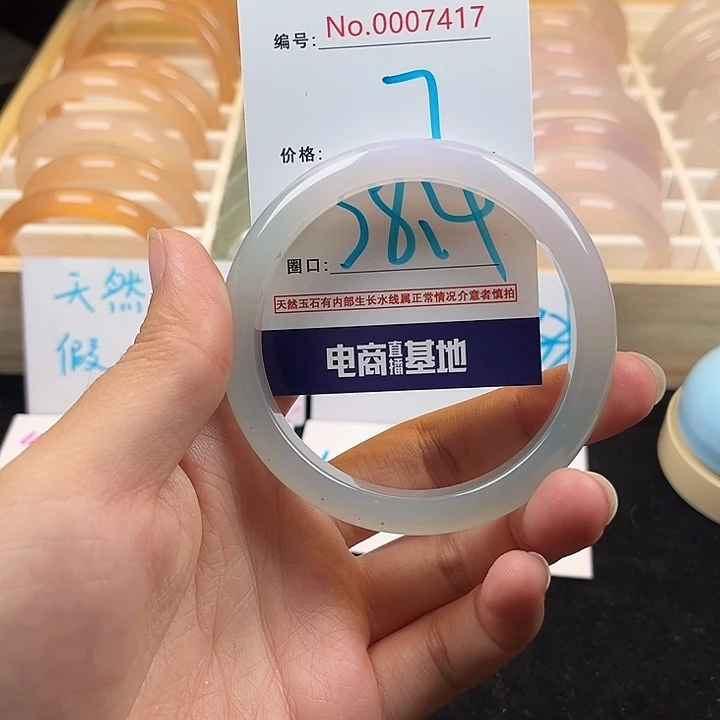 编号: No.0007417
7
价格:
圈口: 58.4
天然玉石有内部生长水线属正常情况介意者慎拍
电商直播基地
天然
假